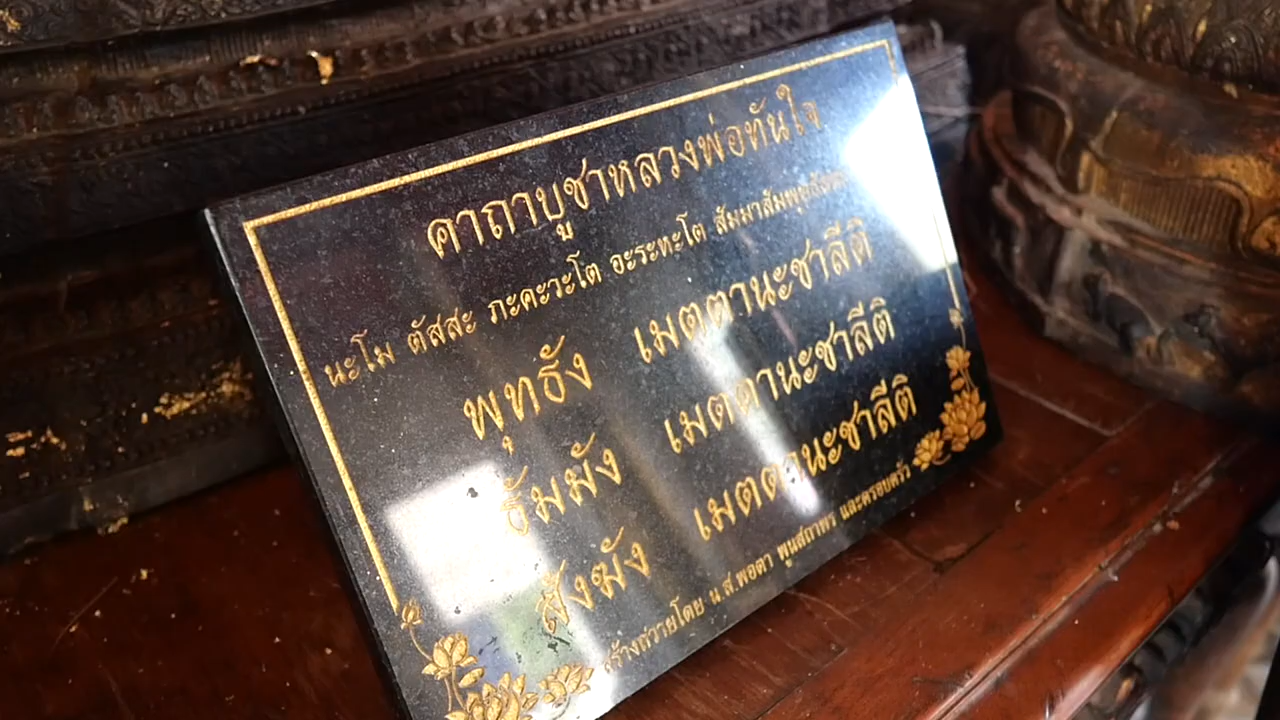 คาถาบูชาหลวงพ่อทันใจ
นะโม ตัสสะ ภะคะวะโต อะระหะโต สัมมาสัมพุทธัสสะ
พุทธัง เมตตานะชาลีติ
ธัมมัง เมตตานะชาลีติ
สังฆัง เมตตานะชาลีติ
สร้างถวายโดย น.ส.พอตา พูนสถาพร และครอบครัว